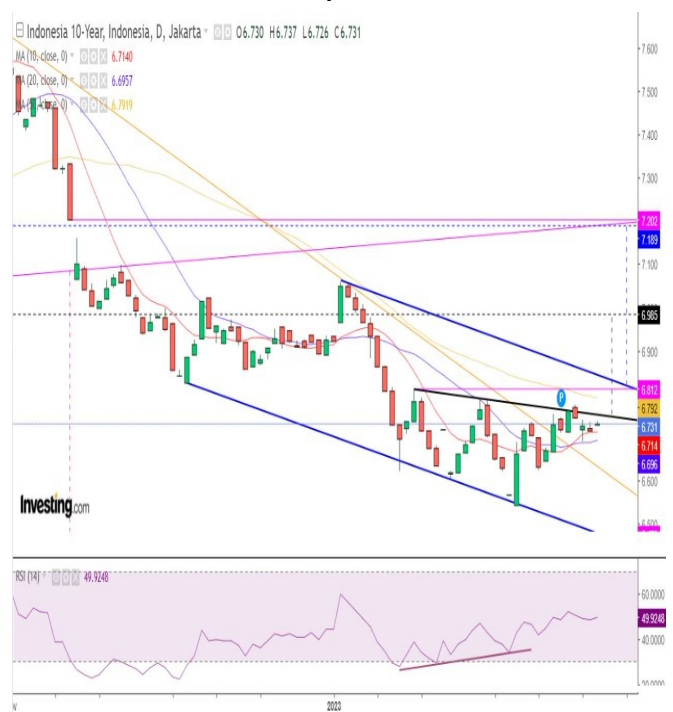 Indonesia 10-Year, Indonesia, D, Jakarta O6.730 H6.737 L6.726 C6.731
MA (10, close, 0) 6.7140
MA (20, close, 0) 6.6957
(close, 0) 6.7919
7.600
7.500
7.400
7.300
7.202
7.189
7.100
6.985
6.900
6.812
6.792
6.731
6.714
6.696
6.600
P
Investing.com
RSI (14) 49.9248
60.0000
49.9248
40.0000
2023